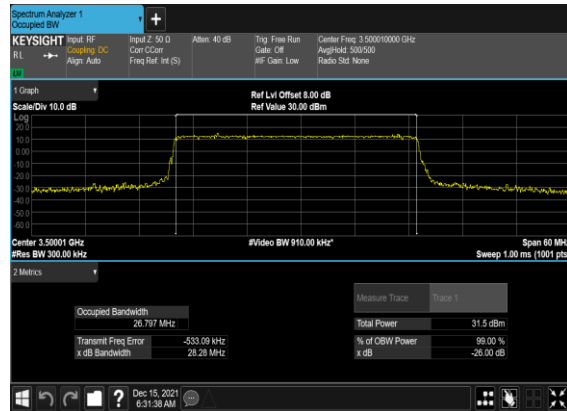 Spectrum Analyzer 1
Occupied BW
+
KEYSIGHT Input: RF Input Z: 50 Ω Atten: 40 dB Trig: Free Run Center Freq: 3.500010000 GHz
RL Coupling: DC Corr CCorr Gate: Off Avg|Hold: 500/500
Align: Auto Freq Ref: Int (S) #IF Gain: Low Radio Std: None
1 Graph Ref Lvl Offset 8.00 dB
Scale/Div 10.0 dB Ref Value 30.00 dBm
Log
20.0
10.0
0.00
-10.0
-20.0
-30.0
-40.0
-50.0
-60.0
Center 3.50001 GHz #Video BW 910.00 kHz* Span 60 MHz
#Res BW 300.00 kHz Sweep 1.00 ms (1001 pts
2 Metrics
Measure Trace Trace 1
Occupied Bandwidth
26.797 MHz Total Power 31.5 dBm
Transmit Freq Error -533.09 kHz % of OBW Power 99.00 %
x dB Bandwidth 28.28 MHz x dB -26.00 dB
? Dec 15, 2021
6:31:38 AM